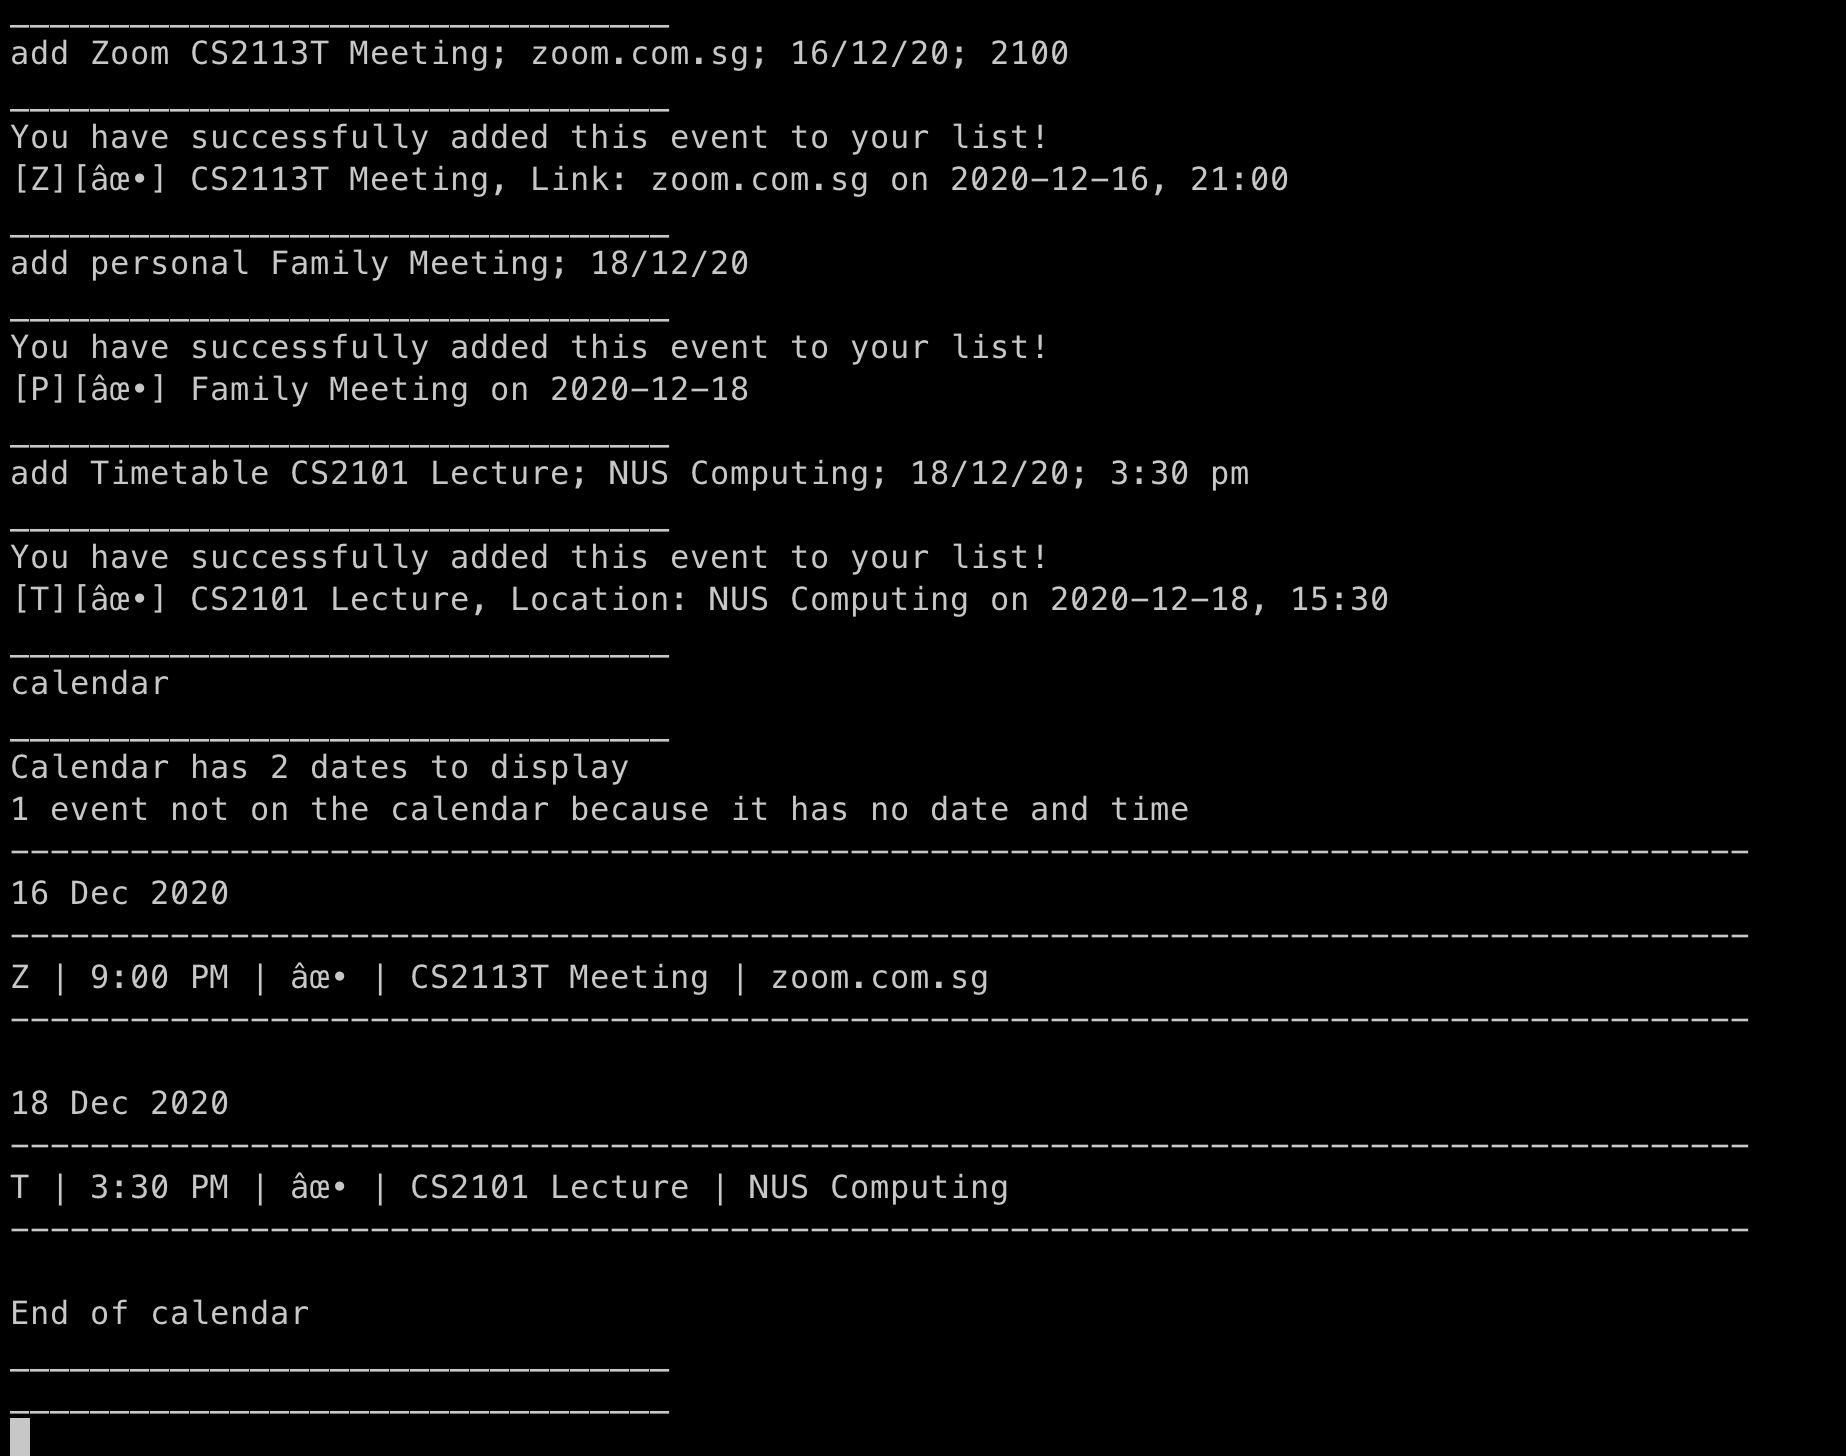 _________________________________
add Zoom CS2113T Meeting; zoom.com.sg; 16/12/20; 2100
_________________________________
You have successfully added this event to your list!
[Z][âœ•] CS2113T Meeting, Link: zoom.com.sg on 2020-12-16, 21:00
_________________________________
add personal Family Meeting; 18/12/20
_________________________________
You have successfully added this event to your list!
[P][âœ•] Family Meeting on 2020-12-18
_________________________________
add Timetable CS2101 Lecture; NUS Computing; 18/12/20; 3:30 pm
_________________________________
You have successfully added this event to your list!
[T][âœ•] CS2101 Lecture, Location: NUS Computing on 2020-12-18, 15:30
_________________________________
calendar
_________________________________
Calendar has 2 dates to display
1 event not on the calendar because it has no date and time
---------------------------------------------------------------------------------------
16 Dec 2020
---------------------------------------------------------------------------------------
Z | 9:00 PM | âœ• | CS2113T Meeting | zoom.com.sg
---------------------------------------------------------------------------------------
18 Dec 2020
---------------------------------------------------------------------------------------
T | 3:30 PM | âœ• | CS2101 Lecture | NUS Computing
---------------------------------------------------------------------------------------
End of calendar
_________________________________
_________________________________